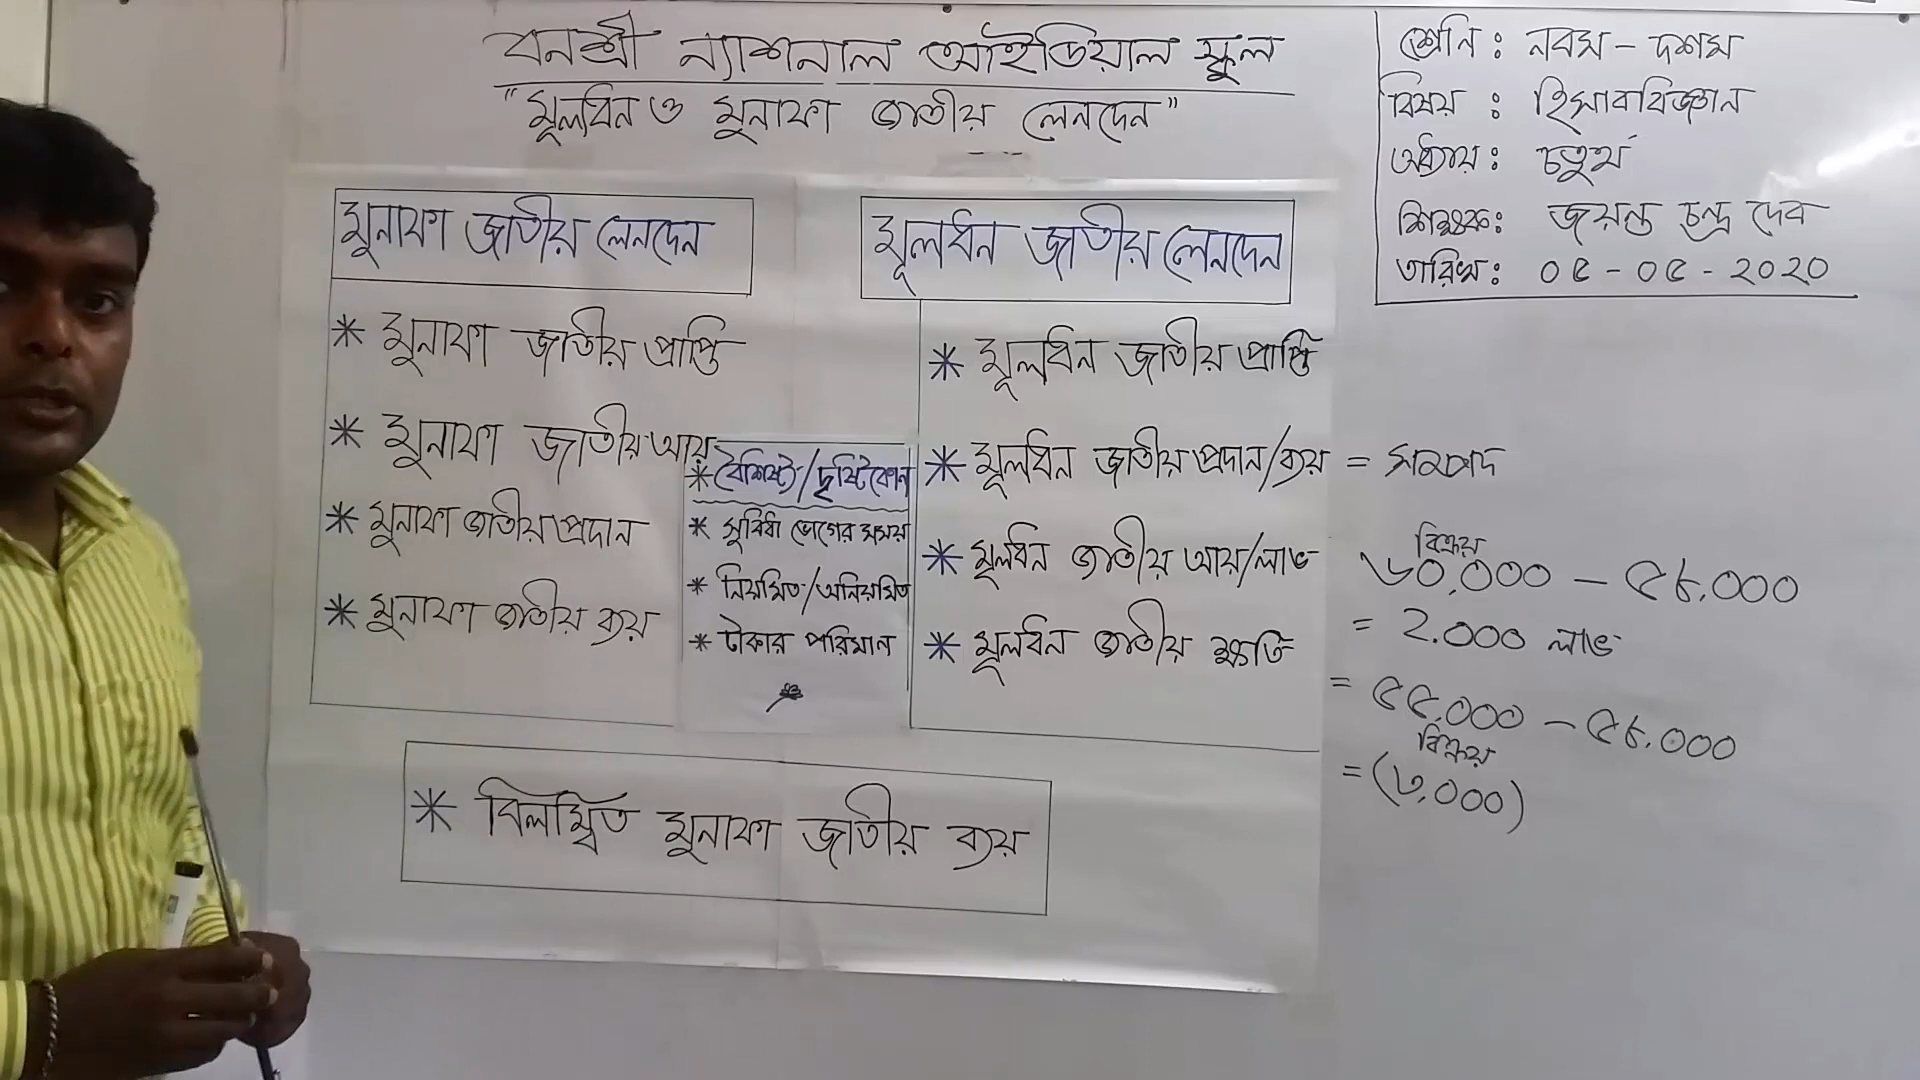 বনশ্রী ন্যাশনাল আইডিয়াল স্কুল
"মূলধন ও মুনাফা জাতীয় লেনদেন"
শ্রেনি : নবম - দশম
বিষয় : হিসাববিজ্ঞান
অধ্যায় : চতুর্থ
শিক্ষক : জয়ন্ত চন্দ্র দেব
তারিখ : ০৫ - ০৫ - ২০২০
মুনাফা জাতীয় লেনদেন
* মুনাফা জাতীয় প্রাপ্তি
* মুনাফা জাতীয় আয়
* মুনাফা জাতীয় প্রদান
* মুনাফা জাতীয় ব্যয়
* বৈশিষ্ট্য/দৃষ্টিকোন
* সুবিধা ভোগের সময়
* নিয়মিত/অনিয়মিত
* টাকার পরিমান
মূলধন জাতীয় লেনদেন
* মূলধন জাতীয় প্রাপ্তি
* মূলধন জাতীয় প্রদান/ব্যয় = সম্পদ
* মূলধন জাতীয় আয়/লাভ
* মূলধন জাতীয় ক্ষতি
বিক্রয়
৬০,০০০ - ৫৮,০০০
= ২,০০০ লাভ
= ৫৫,০০০ - ৫৮,০০০
বিক্রয়
= (৩,০০০)
* বিলম্বিত মুনাফা জাতীয় ব্যয়